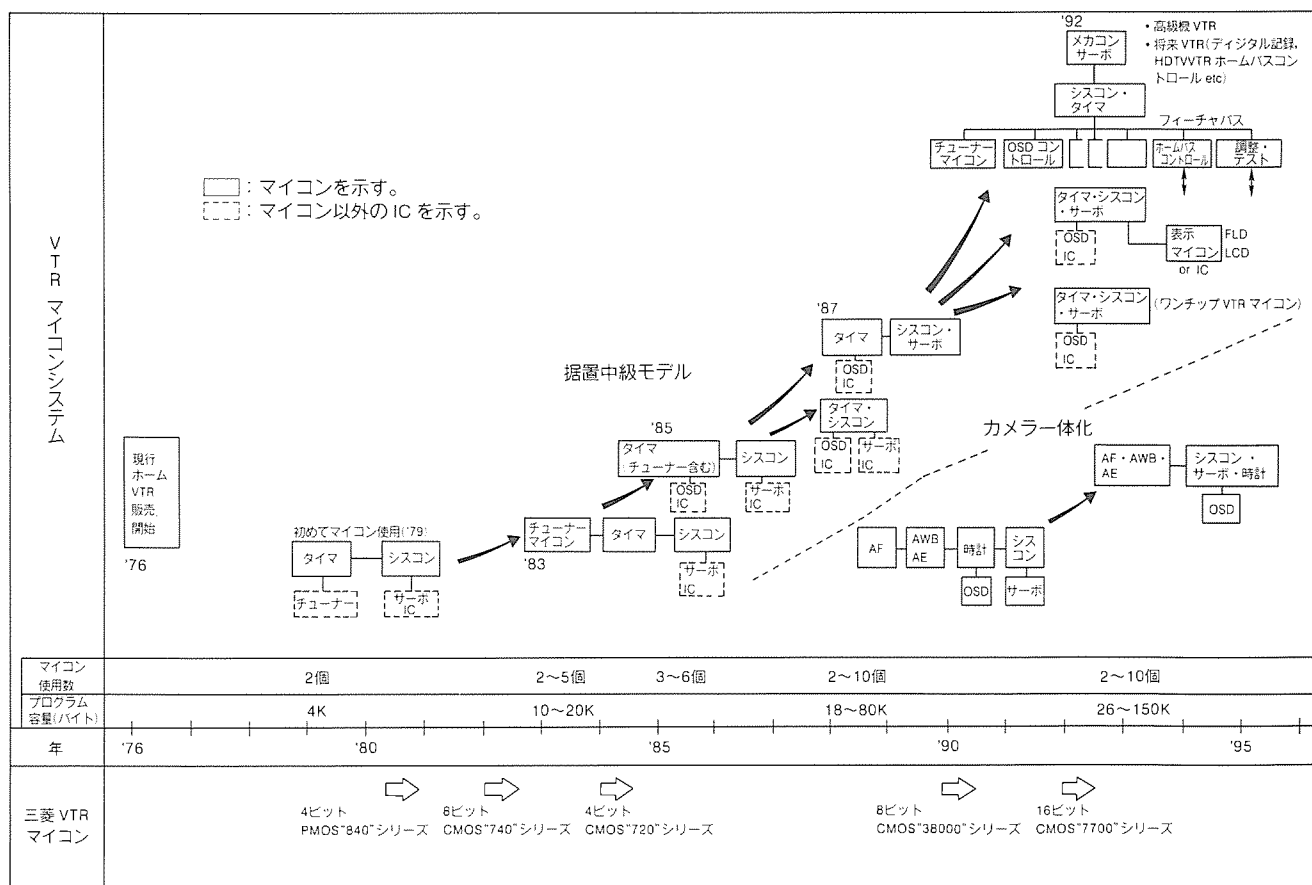 '92
メカコン
サーボ
・高級機 VTR
・将来 VTR(ディジタル記録,
HDTVVTR ホームバスコン
トロール etc)
シスコン・
タイマ
フィーチャバス
チューナー
マイコン
OSD コン
トロール
ホームバス
コントロール
調整・
テスト
□：マイコンを示す。
：マイコン以外の IC を示す。
タイマ・シスコン
・サーボ
OSD
IC
表示
マイコン
or IC
FLD
LCD
タイマ・シスコン
・サーボ
(ワンチップ VTR マイコン)
OSD
IC
'87
タイマ
シスコン・
サーボ
OSD
IC
据置中級モデル
タイマ・
シスコン
OSD
IC
サーボ
IC
'85
タイマ
(チューナー含む)
シスコン
OSD
IC
サーボ
IC
カメラ一体化
AF・AWB・
AE
シスコン・
サーボ・時計
OSD
VTR マイコンシステム
現行
ホーム
VTR
販売,
開始
'76
初めてマイコン使用('79)
タイマ
シスコン
チューナー
サーボ
IC
チューナー
マイコン
タイマ
シスコン
'83
サーボ
IC
AF
AWB
AE
時計
シス
コン
OSD
サーボ
マイコン
使用数
2個
2～5個
3～6個
2～10個
2～10個
プログラム
容量(バイト)
4K
10～20K
18～80K
26～150K
年
'76
'80
'85
'90
'95
三菱 VTR
マイコン
4ビット
PMOS"840"シリーズ
8ビット
CMOS"740"シリーズ
4ビット
CMOS"720"シリーズ
8ビット
CMOS"38000"シリーズ
16ビット
CMOS"7700"シリーズ